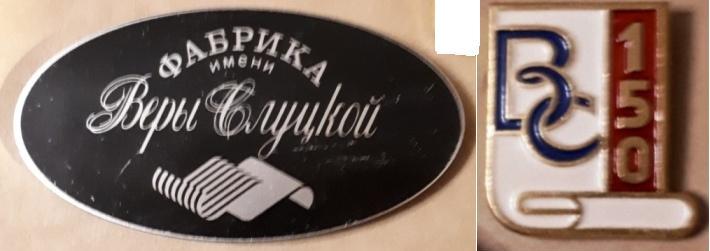 ФАБРИКА
имени
Веры Слуцкой
ВС
150